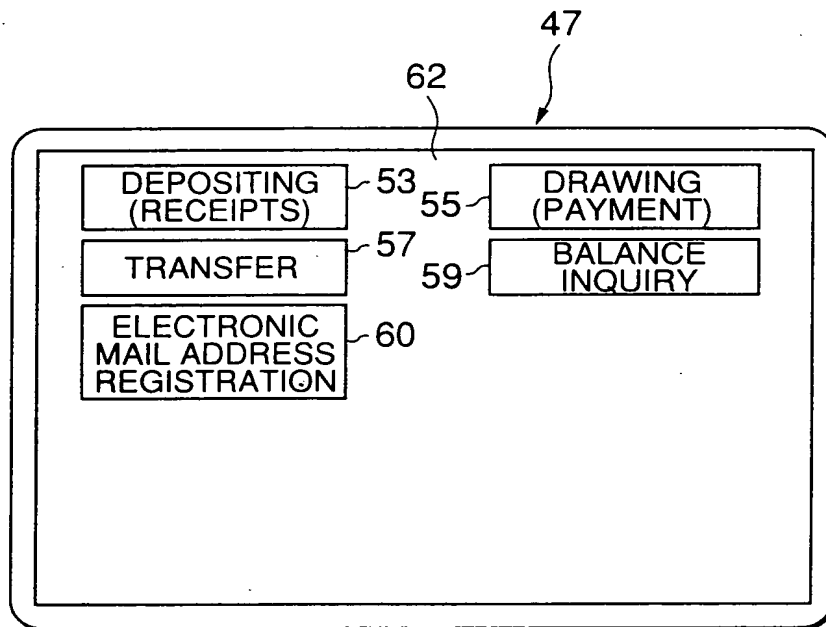 47
62
DEPOSITING
(RECEIPTS)
53
55
DRAWING
(PAYMENT)
TRANSFER
57
59
BALANCE
INQUIRY
ELECTRONIC
MAIL ADDRESS
REGISTRATION
60